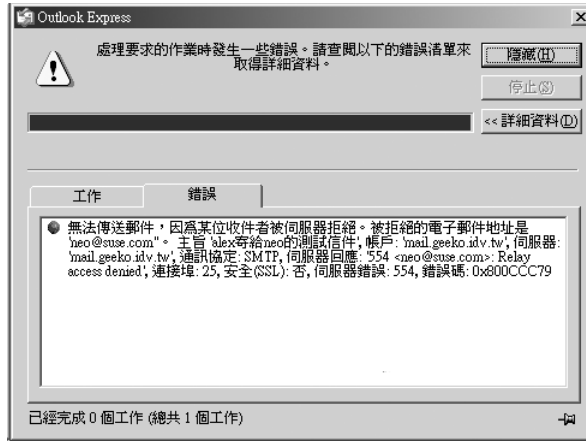 Outlook Express
處理要求的作業時發生一些錯誤。請查閱以下的錯誤清單來
取得詳細資料。
隱藏(H)
停止(S)
<< 詳細資料(D)
工作
錯誤
無法傳送郵件，因為某位收件者被伺服器拒絕。被拒絕的電子郵件地址是
'neo@suse.com"。 主旨 'alex寄給neo的測試信件', 帳戶: 'mail.geeko.idv.tw', 伺服器:
'mail.geeko.idv.tw', 通訊協定: SMTP, 伺服器回應: '554 <neo@suse.com>: Relay
access denied', 連接埠: 25, 安全(SSL): 否, 伺服器錯誤: 554, 錯誤碼: 0x800CCC79
已經完成 0 個工作 (總共 1 個工作)